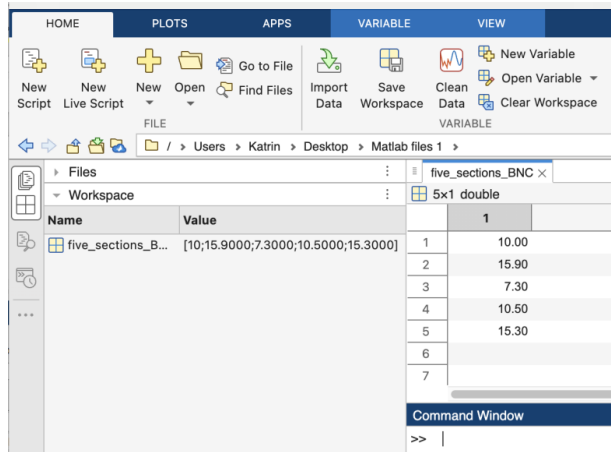 HOME PLOTS APPS VARIABLE VIEW
New Script
New Live Script
New
Open
Go to File
Find Files
FILE
Import Data
Save Workspace
Clean Data
New Variable
Open Variable
Clear Workspace
VARIABLE
/ > Users > Katrin > Desktop > Matlab files 1 >
Files
Workspace
Name Value
five_sections_B... [10;15.9000;7.3000;10.5000;15.3000]
five_sections_BNC ×
5×1 double
1
1 10.00
2 15.90
3 7.30
4 10.50
5 15.30
6
7
Command Window
>>